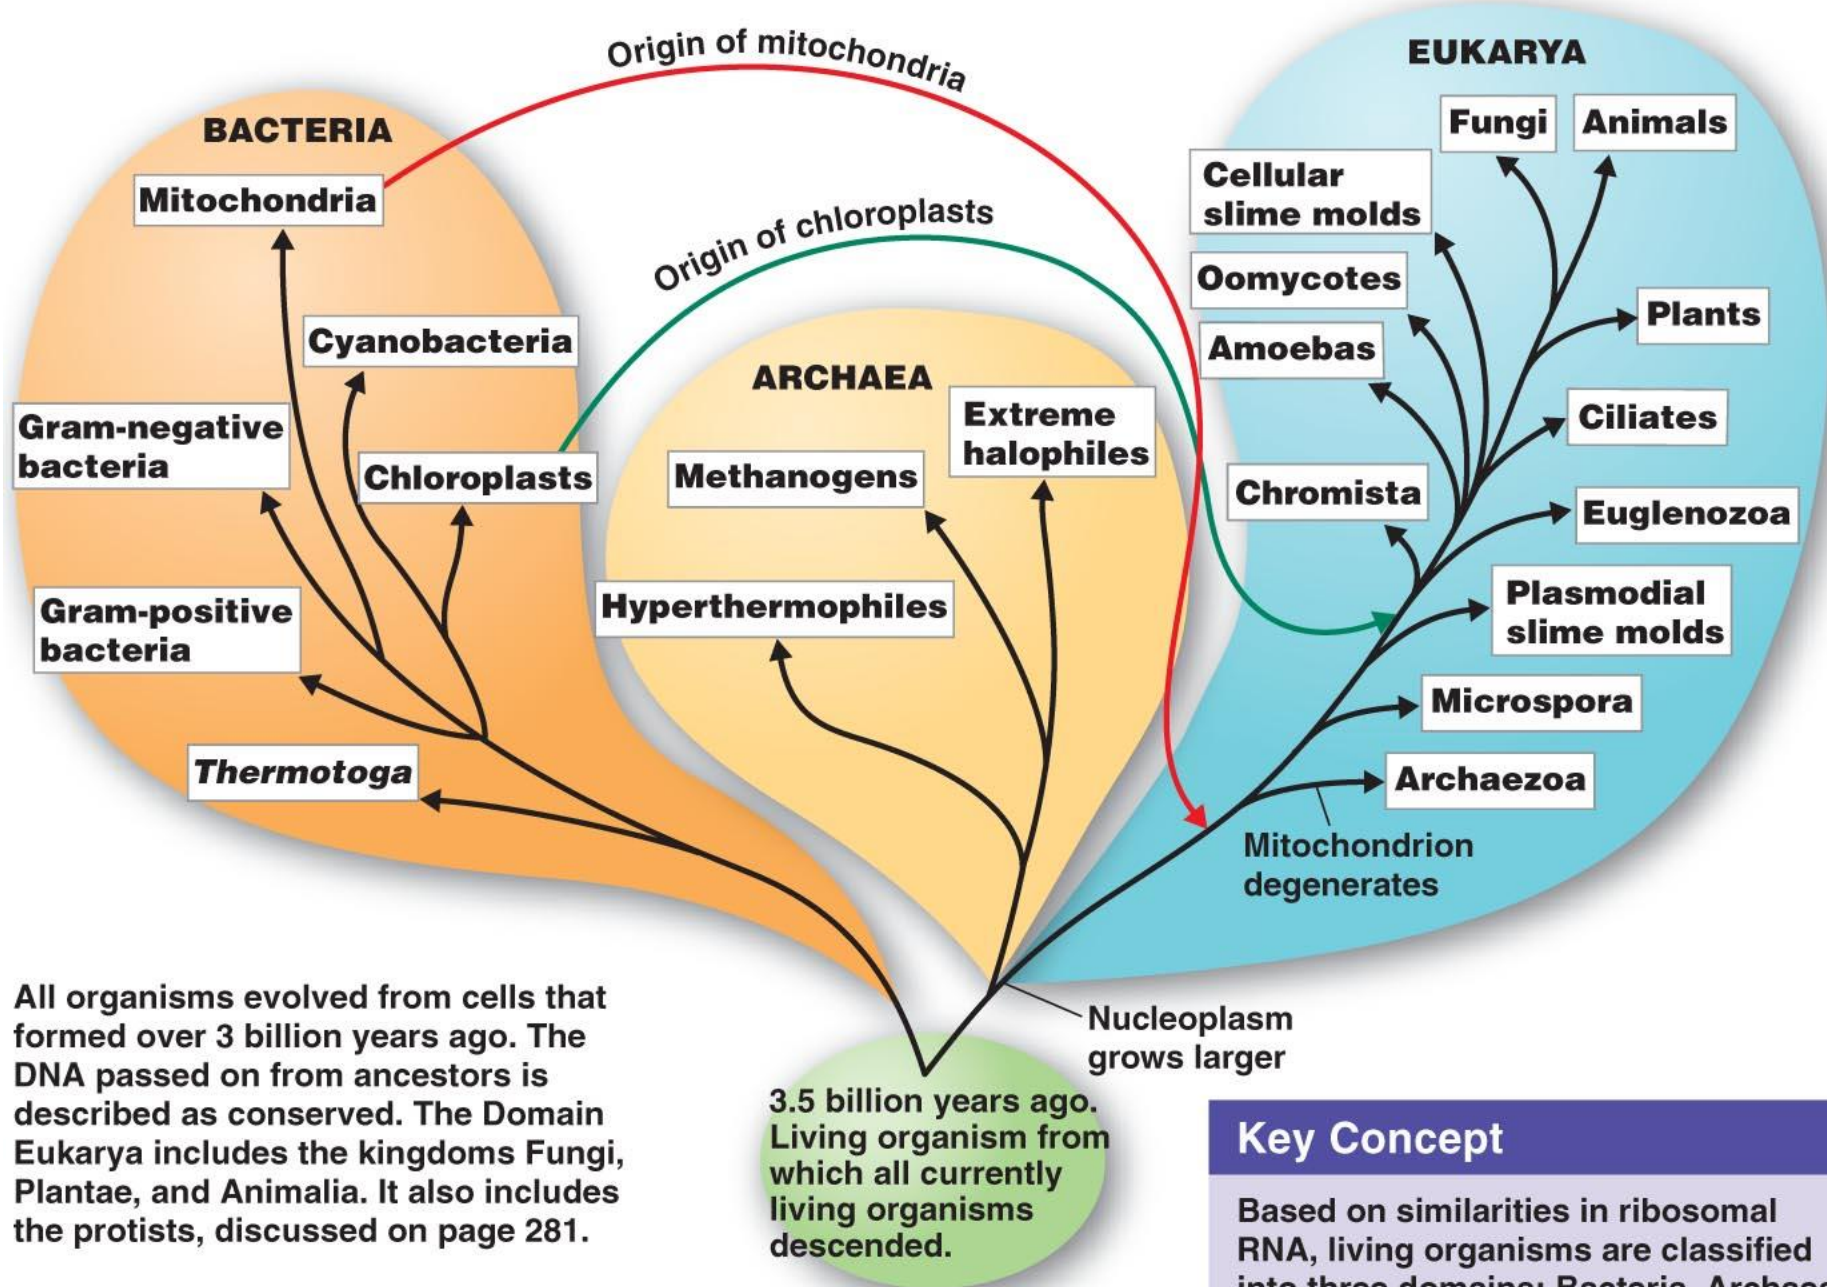 Origin of mitochondria
EUKARYA
BACTERIA
Fungi
Animals
Mitochondria
Cellular
slime molds
Origin of chloroplasts
Oomycotes
Plants
Cyanobacteria
Amoebas
ARCHAEA
Extreme
halophiles
Ciliates
Gram-negative
bacteria
Chloroplasts
Methanogens
Chromista
Euglenozoa
Gram-positive
bacteria
Hyperthermophiles
Plasmodial
slime molds
Microspora
Thermotoga
Archaezoa
Mitochondrion
degenerates
All organisms evolved from cells that
formed over 3 billion years ago. The
DNA passed on from ancestors is
described as conserved. The Domain
Eukarya includes the kingdoms Fungi,
Plantae, and Animalia. It also includes
the protists, discussed on page 281.
Nucleoplasm
grows larger
3.5 billion years ago.
Living organism from
which all currently
living organisms
descended.
Key Concept
Based on similarities in ribosomal
RNA, living organisms are classified
into three domains: Bacteria, Archaea